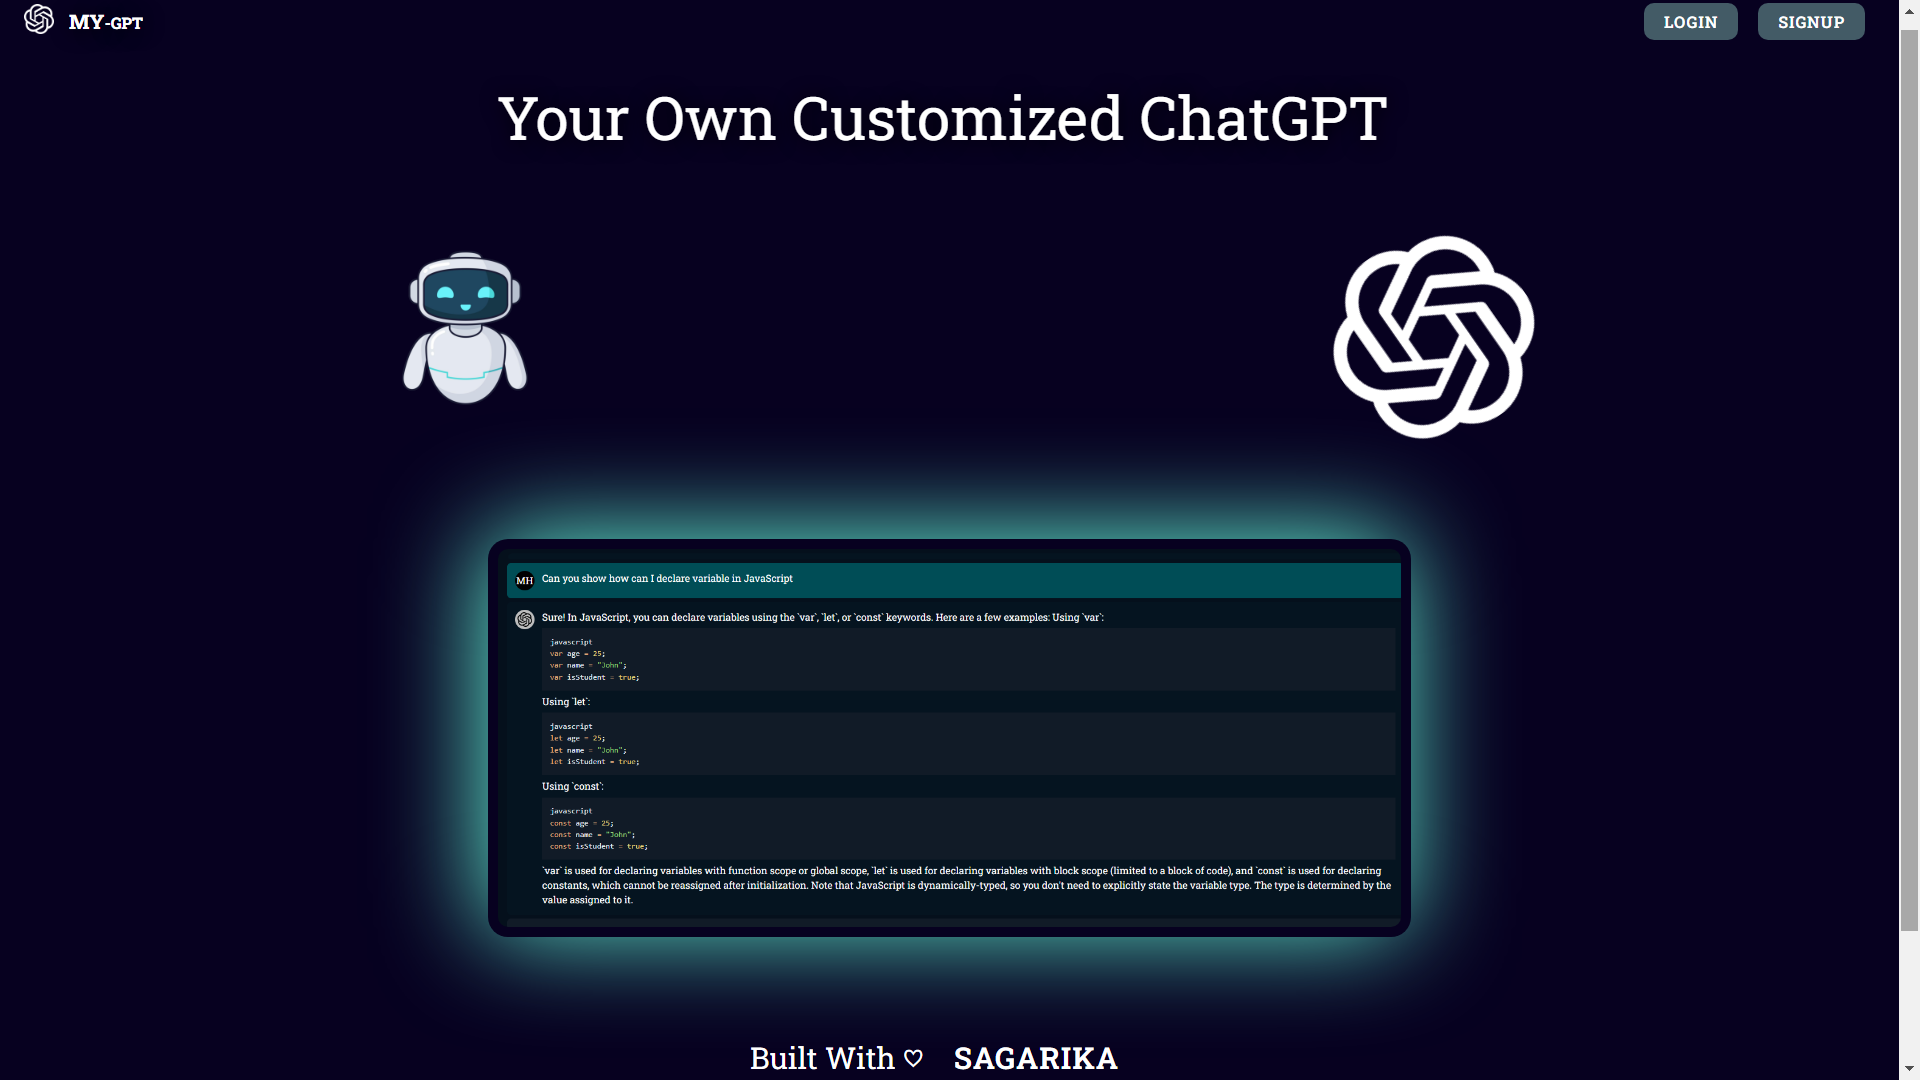 MY-GPT
LOGIN
SIGNUP
Your Own Customized ChatGPT
MH
Can you show how can I declare variable in JavaScript
Sure! In JavaScript, you can declare variables using the `var`, `let`, or `const` keywords. Here are a few examples: Using `var`:
javascript
var age = 25;
var name = "John";
var isStudent = true;
Using `let`:
javascript
let age = 25;
let name = "John";
let isStudent = true;
Using `const`:
javascript
const age = 25;
const name = "John";
const isStudent = true;
`var` is used for declaring variables with function scope or global scope, `let` is used for declaring variables with block scope (limited to a block of code), and `const` is used for declaring
constants, which cannot be reassigned after initialization. Note that JavaScript is dynamically-typed, so you don't need to explicitly state the variable type. The type is determined by the
value assigned to it.
Built With ♡ SAGARIKA